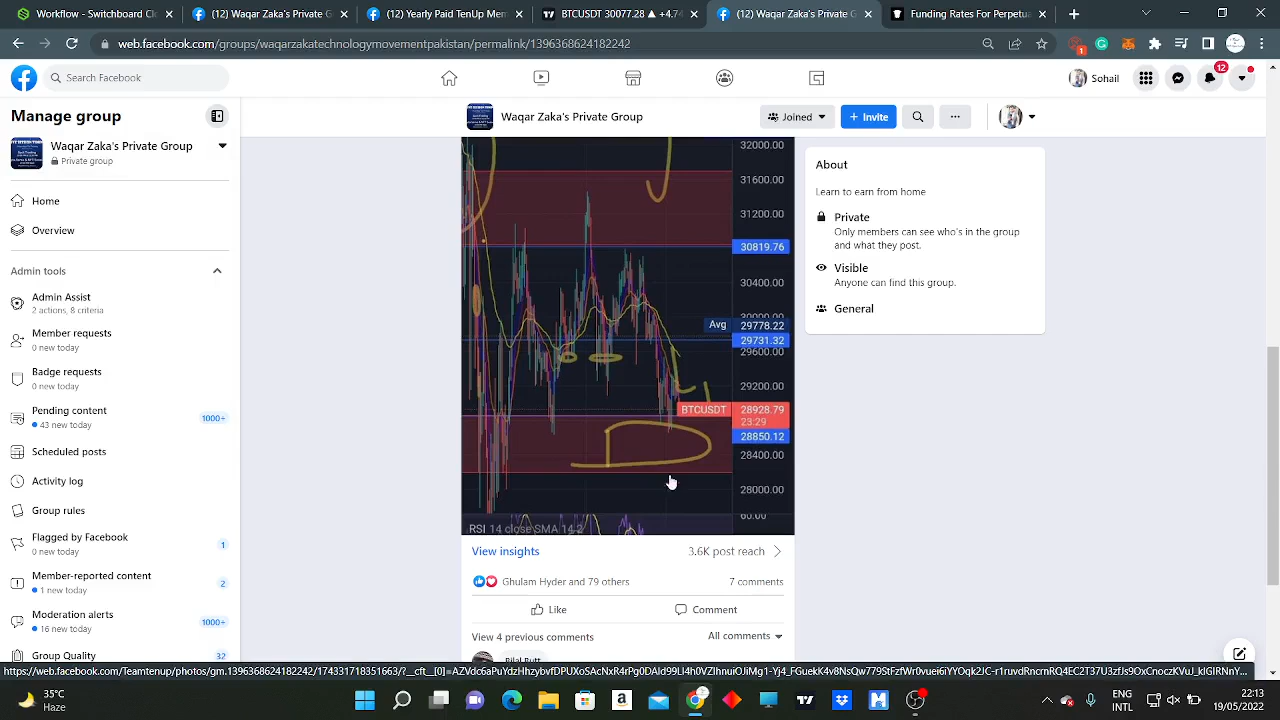 Workflow: Switchboard C
(12) Waqar Zaka's Private G
(12) Yearly Paid TenUp Mem
BTCUSDT 30077.28 ▲ +4.74
(12) Waqar Zaka's Private G
Funding Rates For Perpetua
web.facebook.com/groups/waqarzakatechnologymovementpakistan/permalink/1396368624182242
1
Search Facebook
Sohail
12
Manage group
Waqar Zaka's Private Group
Joined
+ Invite
Waqar Zaka's Private Group
Private group
Home
Overview
Admin tools
Admin Assist
2 actions, 8 criteria
Member requests
0 new today
Badge requests
0 new today
Pending content
43 new today
1000+
Scheduled posts
Activity log
Group rules
Flagged by Facebook
0 new today
1
Member-reported content
1 new today
2
Moderation alerts
16 new today
1000+
Group Quality
32
32000.00
31600.00
31200.00
30819.76
30400.00
30000.00
Avg 29778.22
29731.32
29600.00
29200.00
BTCUSDT 28928.79
23:29
28850.12
28400.00
28000.00
60.00
RSI 14 close SMA 14 2
View insights
3.6K post reach
Ghulam Hyder and 79 others
7 comments
Like
Comment
View 4 previous comments
All comments
Bilal Butt
About
Learn to earn from home
Private
Only members can see who's in the group
and what they post.
Visible
Anyone can find this group.
General
35°C
Haze
ENG
INTL
22:13
19/05/2022